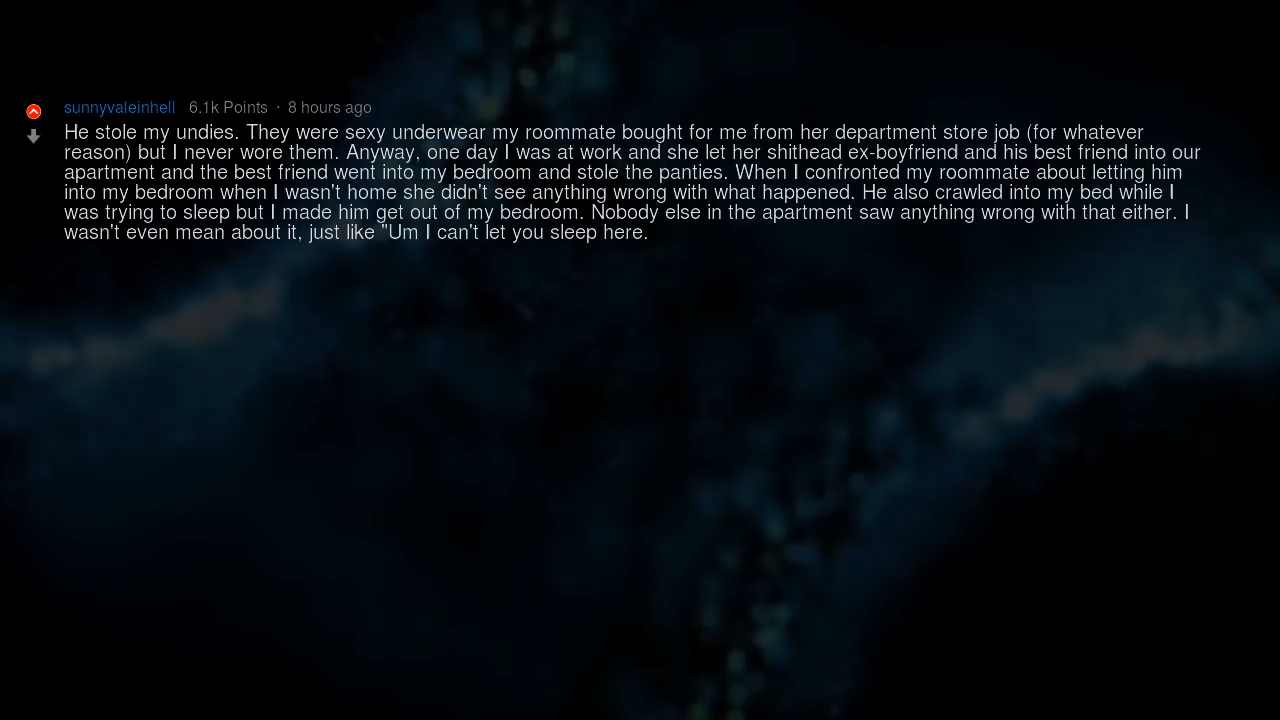 sunnyvaleinhell 6.1k Points · 8 hours ago
He stole my undies. They were sexy underwear my roommate bought for me from her department store job (for whatever
reason) but I never wore them. Anyway, one day I was at work and she let her shithead ex-boyfriend and his best friend into our
apartment and the best friend went into my bedroom and stole the panties. When I confronted my roommate about letting him
into my bedroom when I wasn't home she didn't see anything wrong with what happened. He also crawled into my bed while I
was trying to sleep but I made him get out of my bedroom. Nobody else in the apartment saw anything wrong with that either. I
wasn't even mean about it, just like "Um I can't let you sleep here.